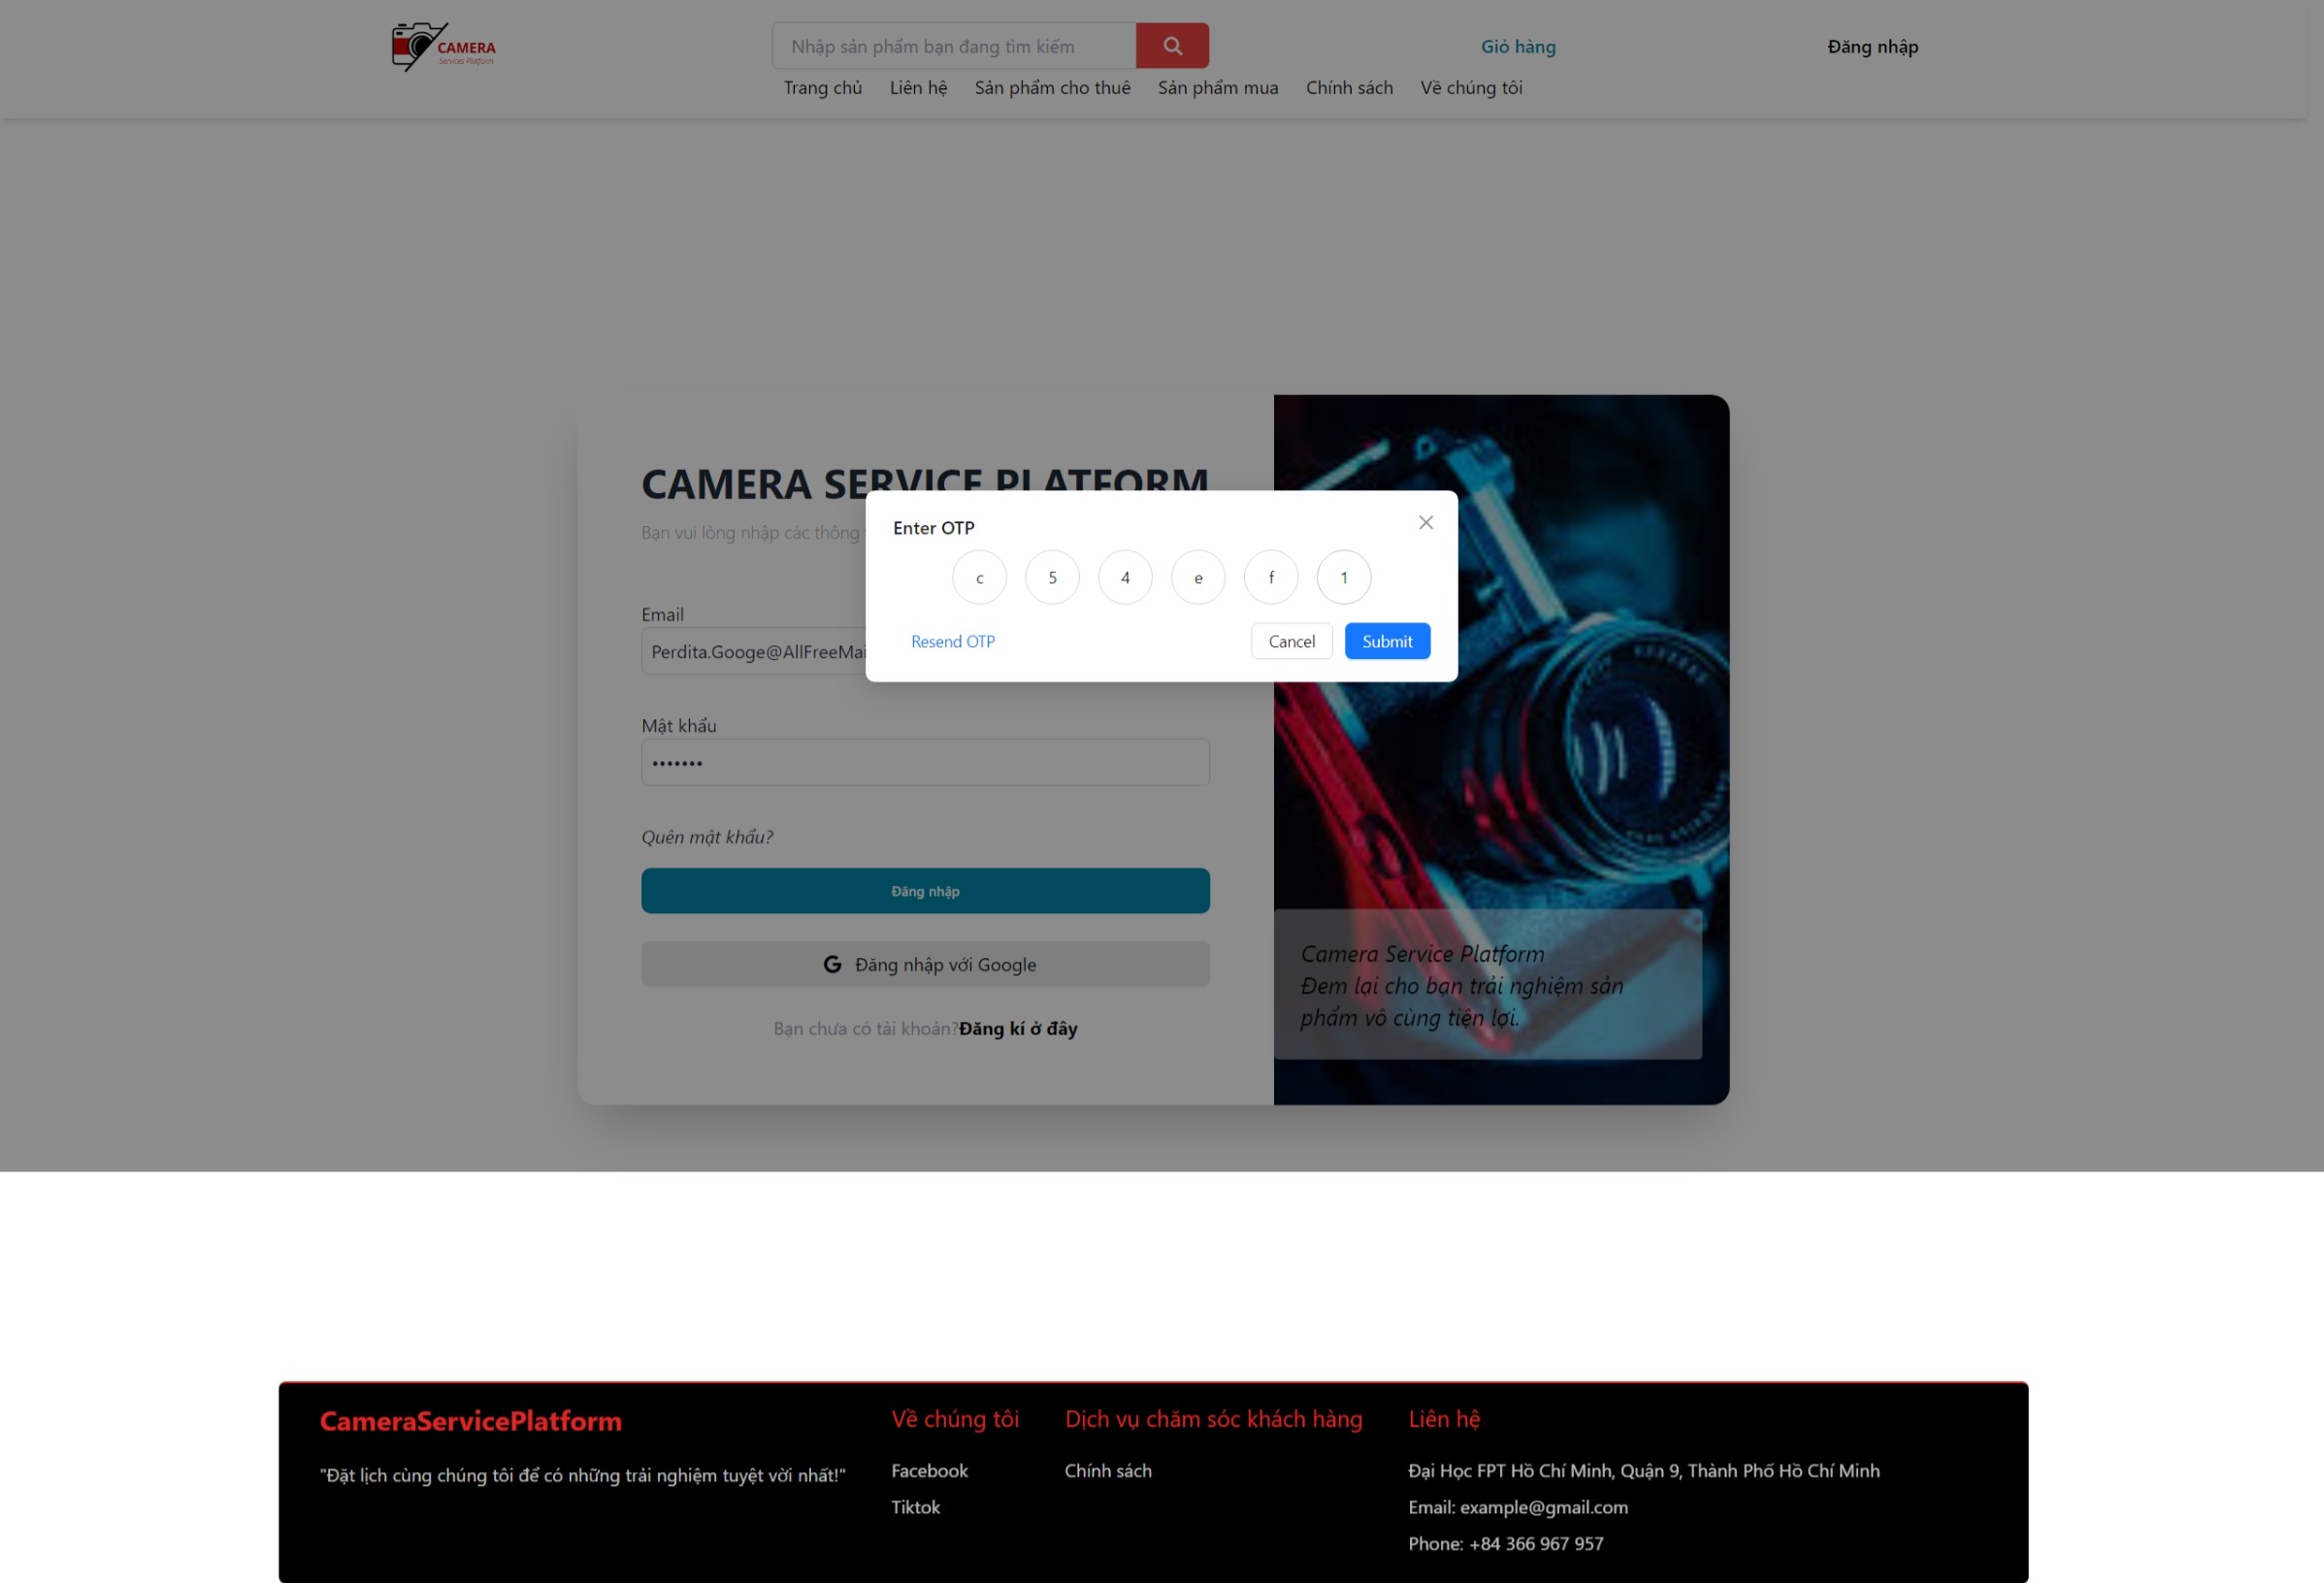 CAMERA
Services Platform
Nhập sản phẩm bạn đang tìm kiếm
Giỏ hàng
Đăng nhập
Trang chủ Liên hệ Sản phẩm cho thuê Sản phẩm mua Chính sách Về chúng tôi
CAMERA SERVICE PLATFORM
Bạn vui lòng nhập các thông
Enter OTP
c 5 4 e f 1
Resend OTP Cancel Submit
Email
Perdita.Googe@AllFreeMai
Mật khẩu
•••••••
Quên mật khẩu?
Đăng nhập
G Đăng nhập với Google
Bạn chưa có tài khoản?Đăng kí ở đây
Camera Service Platform
Đem lại cho bạn trải nghiệm sản
phẩm vô cùng tiện lợi.
CameraServicePlatform
"Đặt lịch cùng chúng tôi để có những trải nghiệm tuyệt vời nhất!"
Về chúng tôi
Facebook
Tiktok
Dịch vụ chăm sóc khách hàng
Chính sách
Liên hệ
Đại Học FPT Hồ Chí Minh, Quận 9, Thành Phố Hồ Chí Minh
Email: example@gmail.com
Phone: +84 366 967 957